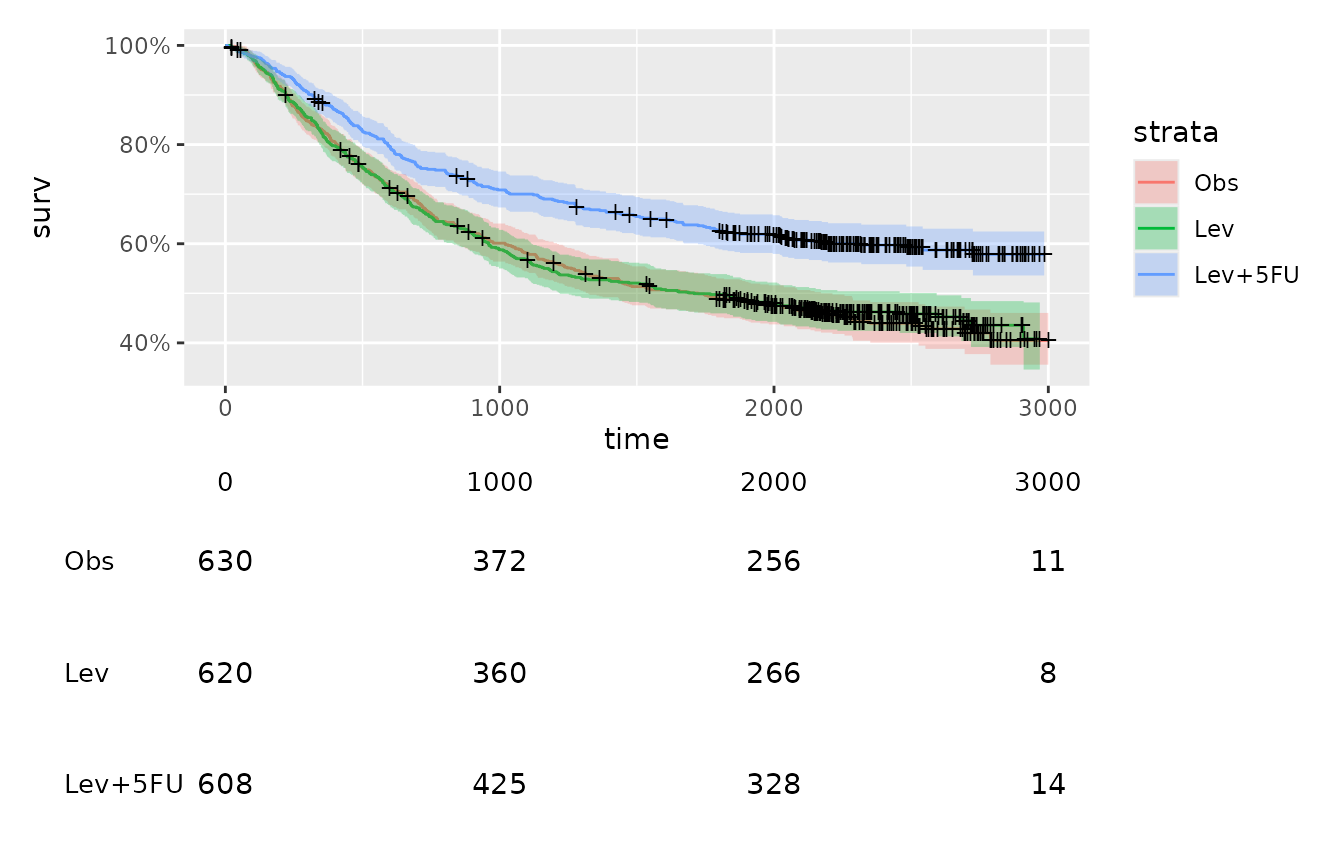 surv
100%
80%
60%
40%
0 1000 2000 3000
time
strata
Obs
Lev
Lev+5FU
0 1000 2000 3000
Obs 630 372 256 11
Lev 620 360 266 8
Lev+5FU 608 425 328 14